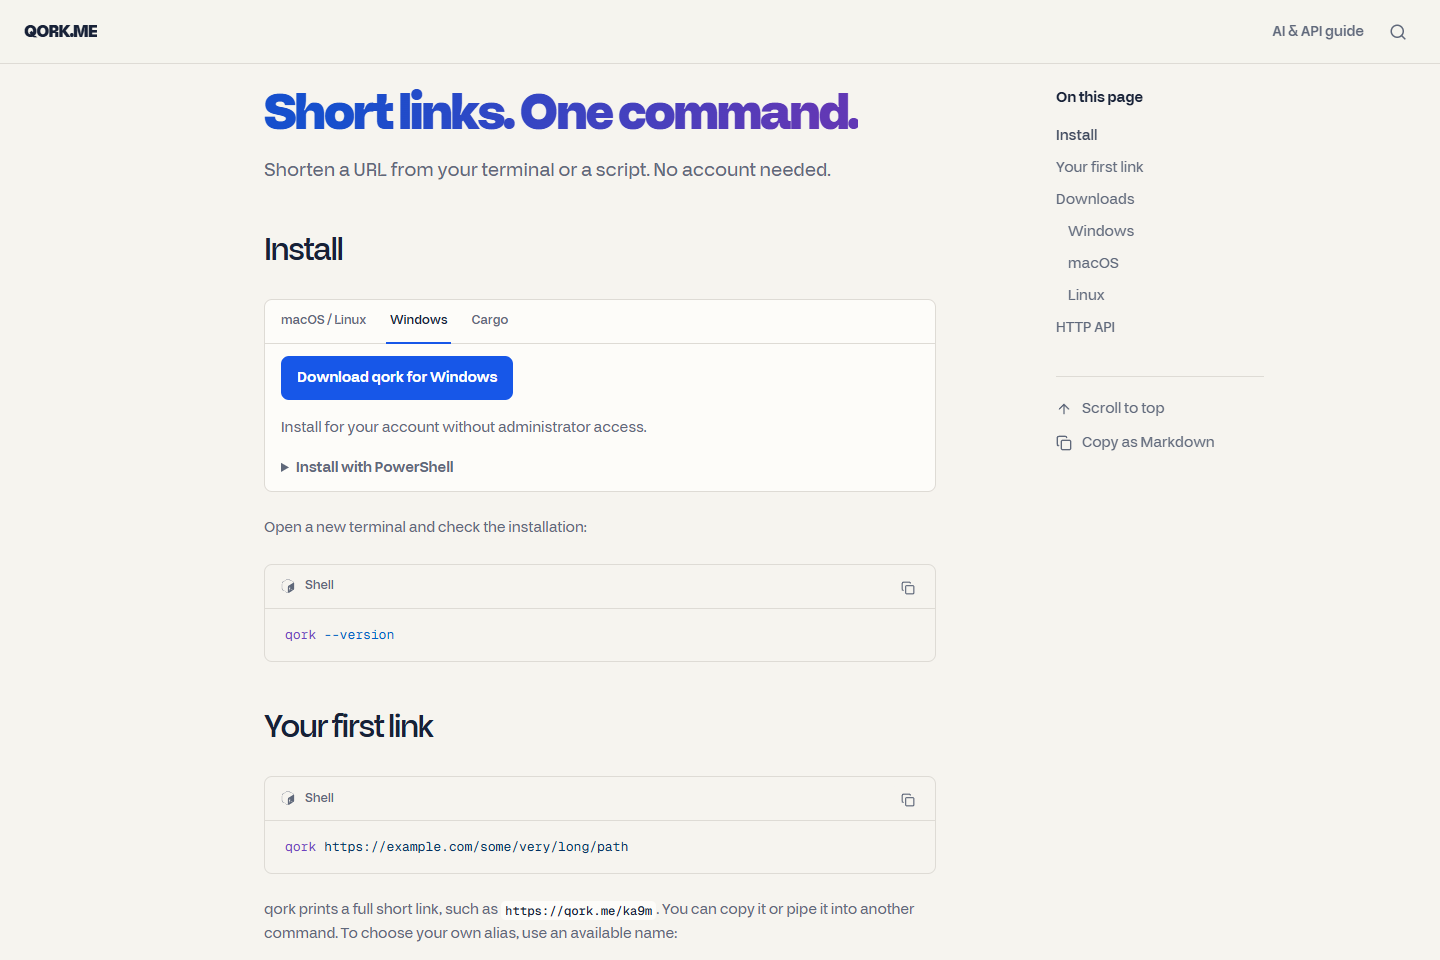 QORK.ME
AI & API guide
Short links. One command.
Shorten a URL from your terminal or a script. No account needed.
Install
macOS / Linux
Windows
Cargo
Download qork for Windows
Install for your account without administrator access.
Install with PowerShell
Open a new terminal and check the installation:
Shell
qork --version
Your first link
Shell
qork https://example.com/some/very/long/path
qork prints a full short link, such as https://qork.me/ka9m. You can copy it or pipe it into another
command. To choose your own alias, use an available name:
On this page
Install
Your first link
Downloads
Windows
macOS
Linux
HTTP API
Scroll to top
Copy as Markdown